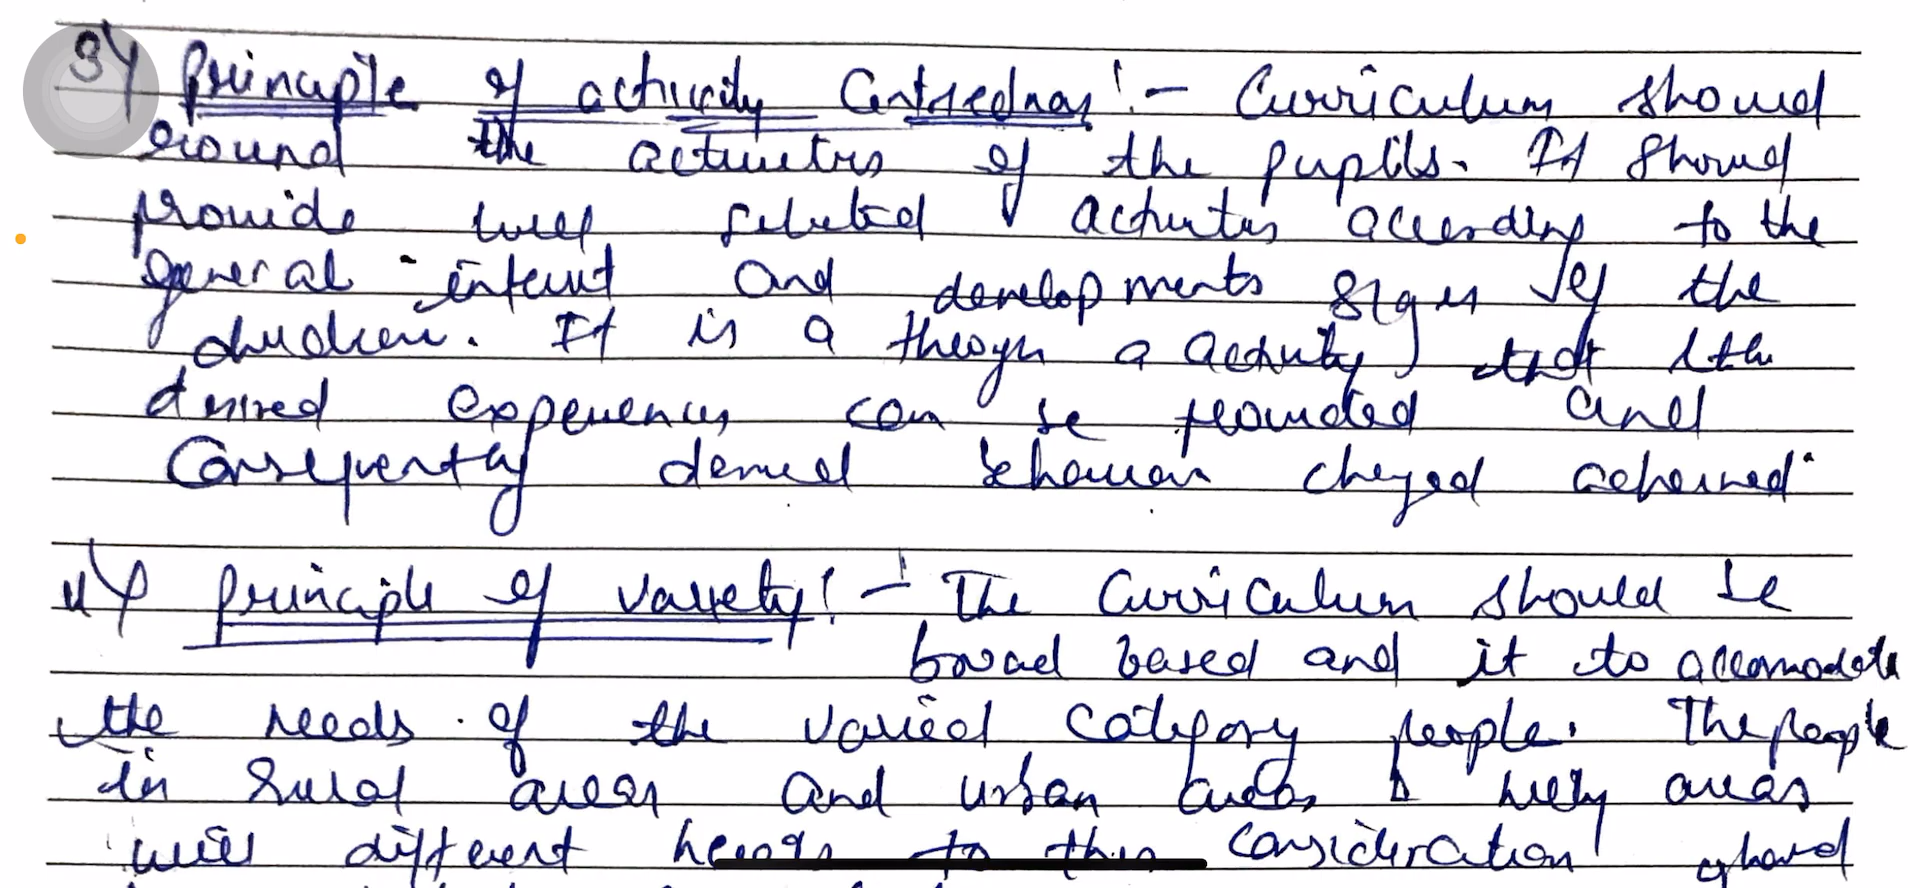 3) Principle of activity Centredness :- Curriculum should
round the activities of the pupils. It should
provide well selected activities according to the
general interest and developments stages of the
children. It is a through a activity that the
desired experiences can be provided and
Consequently desired behaviour changed achieved.
4) Principle of variety :- The Curriculum should be
broad based and it to accomodate
the needs of the varied category people. The people
in Rural areas and urban areas & hilly areas
will different to this consideration should